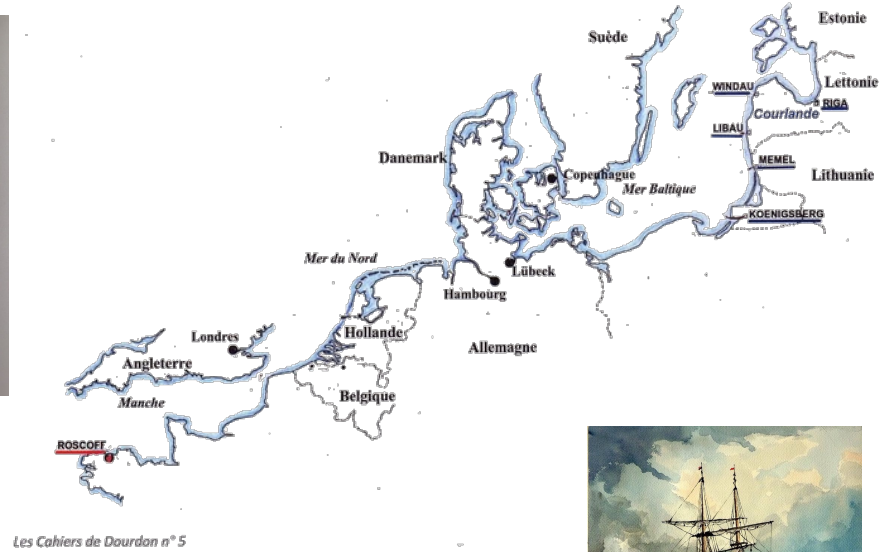 Estonie
Suède
Lettonie
WINDAU
RIGA
Courlande
LIBAU
Danemark
MEMEL
Copenhague
Lithuanie
Mer Baltique
KOENIGSBERG
Mer du Nord
Lübeck
Hambourg
Londres
Hollande
Allemagne
Angleterre
Belgique
Manche
ROSCOFF
Les Cahiers de Dourdon n° 5